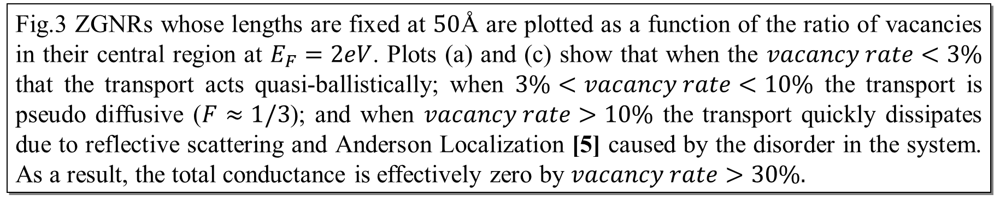 Fig.3 ZGNRs whose lengths are fixed at 50Å are plotted as a function of the ratio of vacancies
in their central region at E_F = 2eV. Plots (a) and (c) show that when the vacancy rate < 3%
that the transport acts quasi-ballistically; when 3% < vacancy rate < 10% the transport is
pseudo diffusive (F ≈ 1/3); and when vacancy rate > 10% the transport quickly dissipates
due to reflective scattering and Anderson Localization [5] caused by the disorder in the system.
As a result, the total conductance is effectively zero by vacancy rate > 30%.